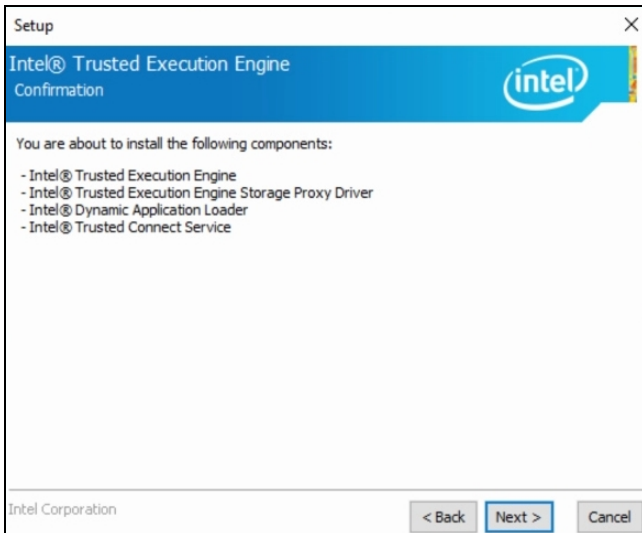 Setup
Intel® Trusted Execution Engine
Confirmation
intel
You are about to install the following components:
- Intel® Trusted Execution Engine
- Intel® Trusted Execution Engine Storage Proxy Driver
- Intel® Dynamic Application Loader
- Intel® Trusted Connect Service
Intel Corporation
< Back Next > Cancel